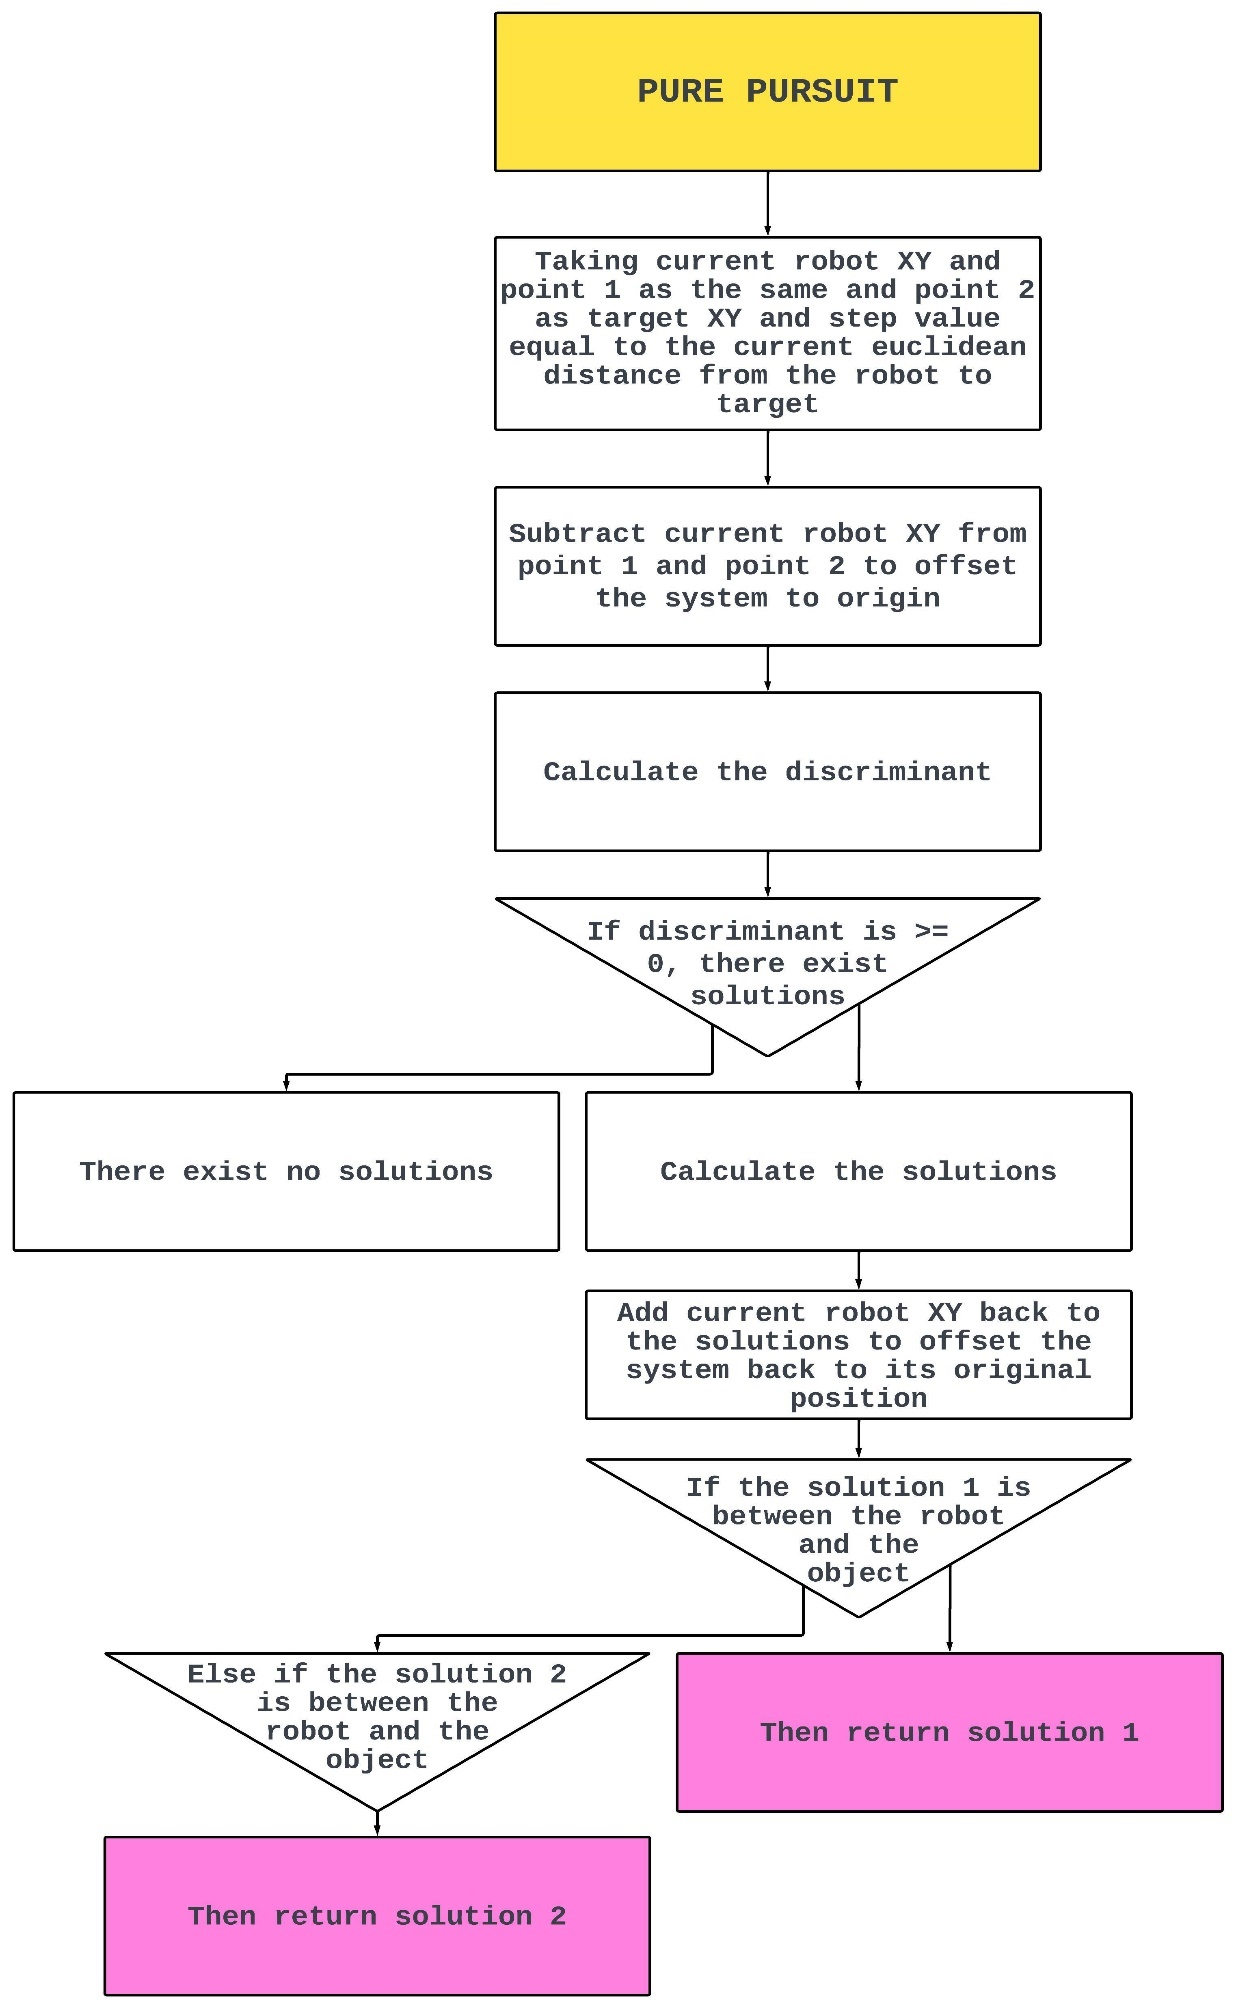 PURE PURSUIT
Taking current robot XY and
point 1 as the same and point 2
as target XY and step value
equal to the current euclidean
distance from the robot to
target
Subtract current robot XY from
point 1 and point 2 to offset
the system to origin
Calculate the discriminant
If discriminant is >=
0, there exist
solutions
There exist no solutions
Calculate the solutions
Add current robot XY back to
the solutions to offset the
system back to its original
position
If the solution 1 is
between the robot
and the
object
Else if the solution 2
is between the
robot and the
object
Then return solution 1
Then return solution 2